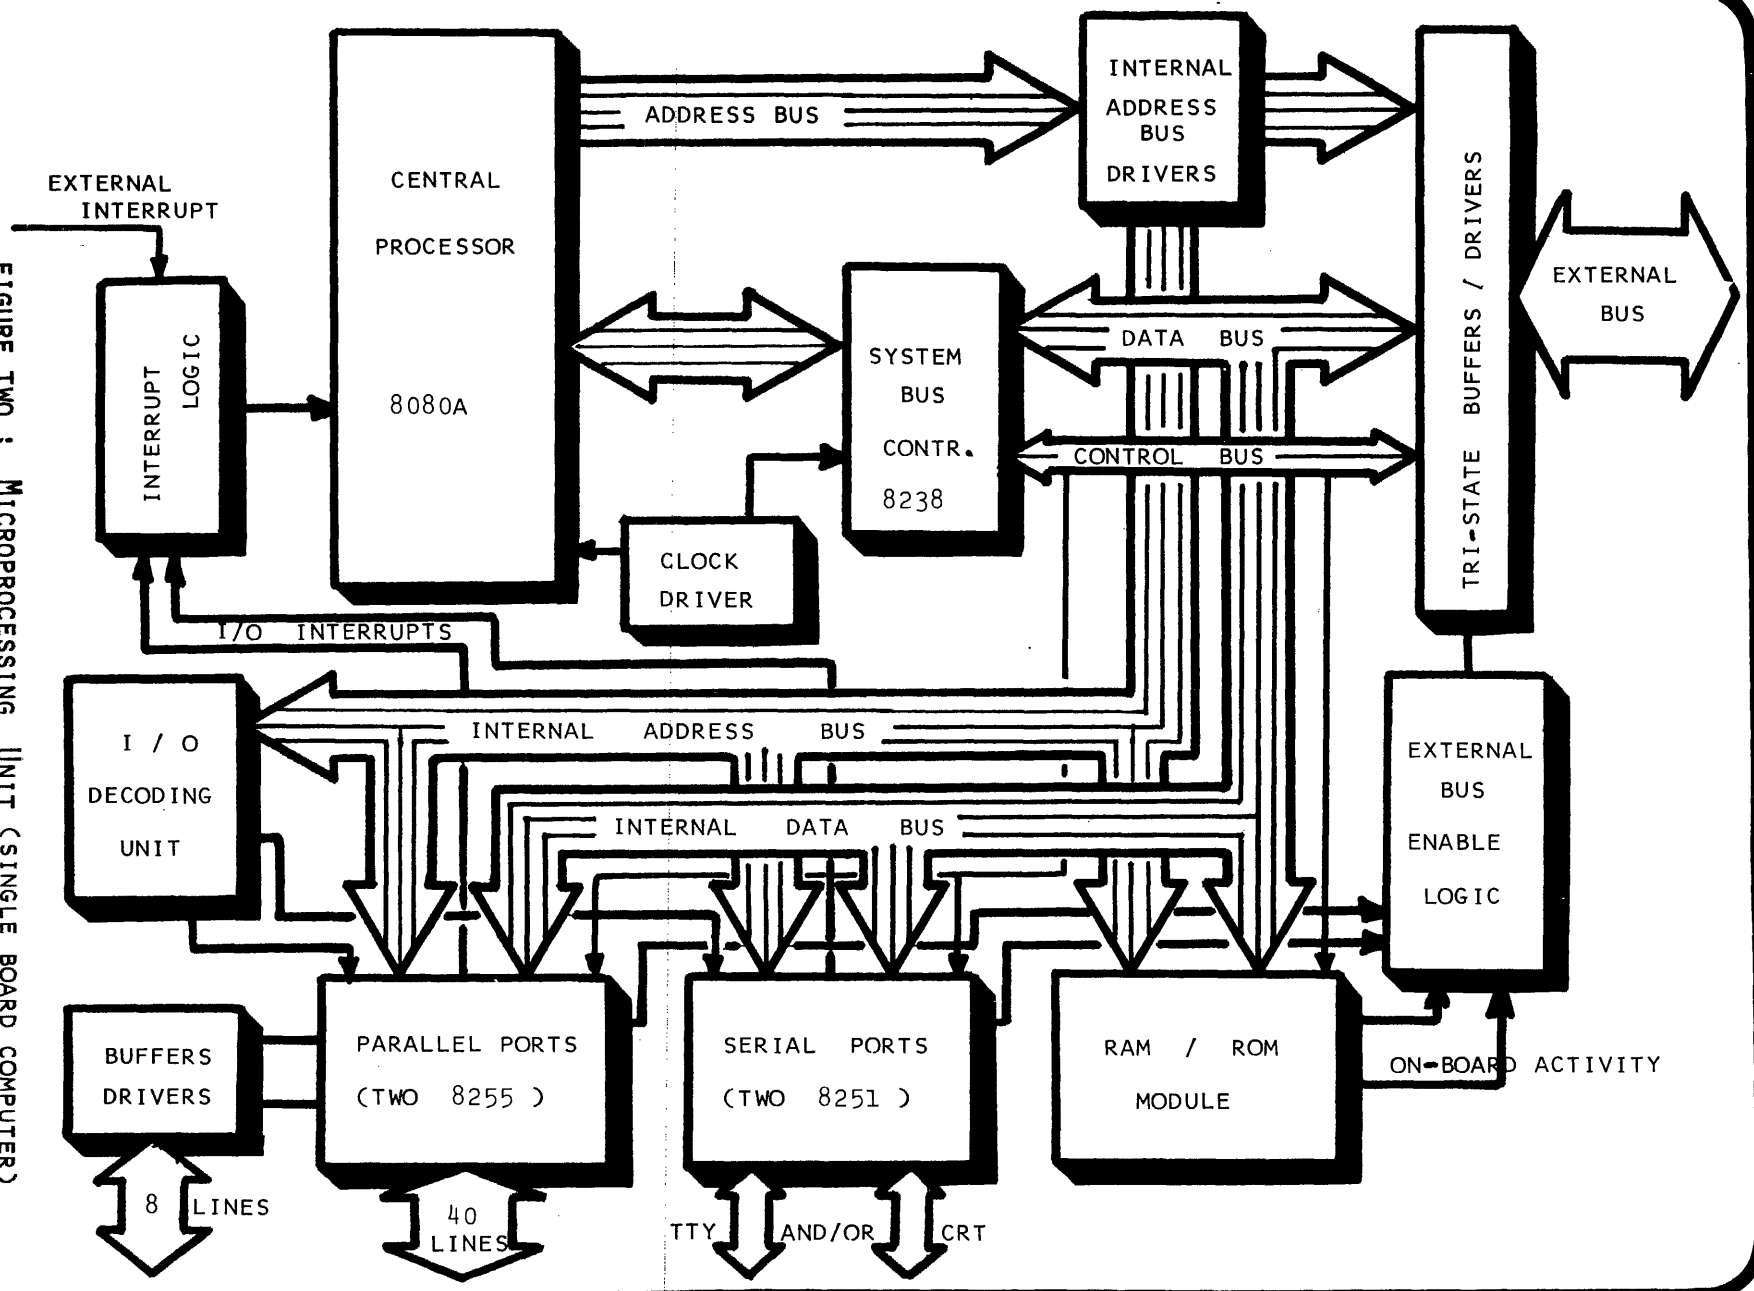 INTERNAL
ADDRESS
BUS
DRIVERS
ADDRESS BUS
CENTRAL
PROCESSOR
8080A
EXTERNAL
INTERRUPT
INTERRUPT
LOGIC
SYSTEM
BUS
CONTR.
8238
DATA BUS
CONTROL BUS
TRI-STATE BUFFERS / DRIVERS
EXTERNAL
BUS
CLOCK
DRIVER
I/O INTERRUPTS
I / O
DECODING
UNIT
INTERNAL ADDRESS BUS
INTERNAL DATA BUS
EXTERNAL
BUS
ENABLE
LOGIC
BUFFERS
DRIVERS
PARALLEL PORTS
(TWO 8255 )
SERIAL PORTS
(TWO 8251 )
RAM / ROM
MODULE
ON-BOARD ACTIVITY
8 LINES
40
LINES
TTY AND/OR CRT
FIGURE TWO : MICROPROCESSING UNIT (SINGLE BOARD COMPUTER)